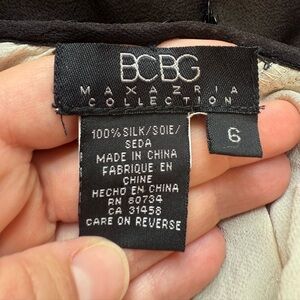 BCBG
MAXAZRIA
COLLECTION
6
100% SILK/SOIE/
SEDA
MADE IN CHINA
FABRIQUE EN
CHINE
HECHO EN CHINA
RN 80734
CA 31458
CARE ON REVERSE